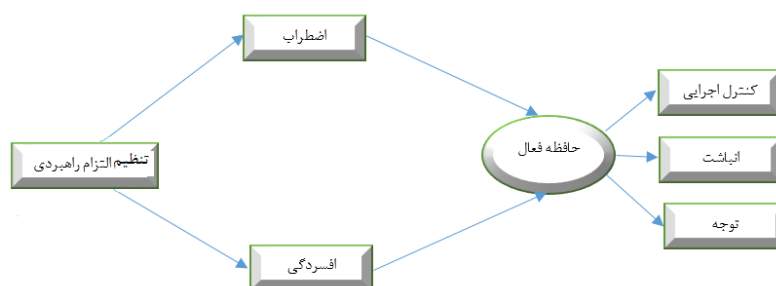 اضطراب
کنترل اجرایی
تنظیم التزام راهبردی
حافظه فعال
انباشت
توجه
افسردگی